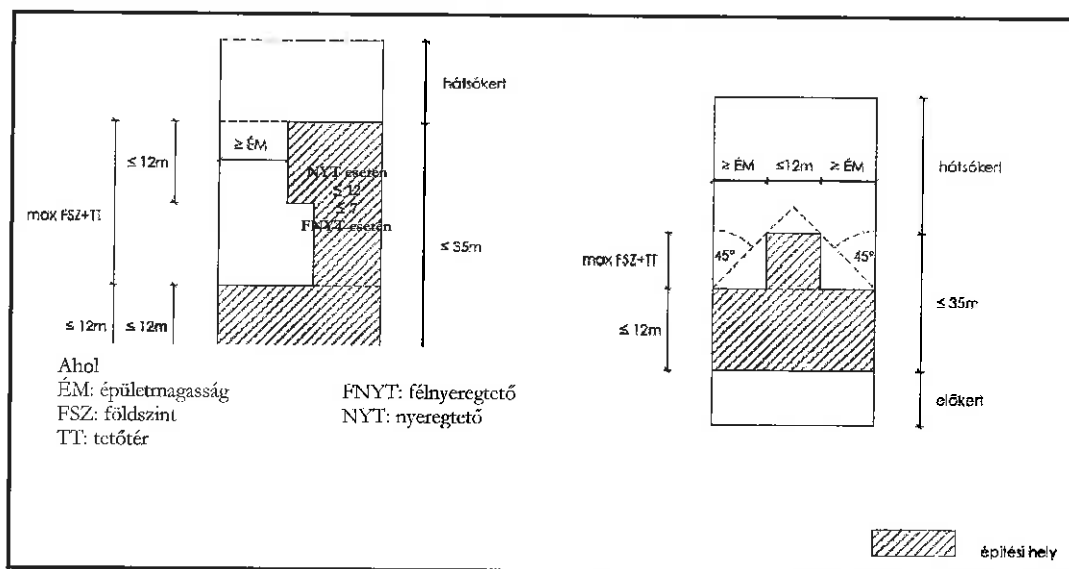 hátsókert
≥ ÉM
≤ 12m
NYT esetén
≤ 12
≤ 7
FNYT esetén
max FSZ+TT
≤ 35m
≤ 12m
≤ 12m
Ahol
ÉM: épületmagasság
FSZ: földszint
TT: tetőtér
FNYT: félnyeregtető
NYT: nyeregtető
≥ ÉM ≤12m ≥ ÉM
hátsókert
max FSZ+TT
45° 45°
≤ 35m
≤ 12m
előkert
építési hely